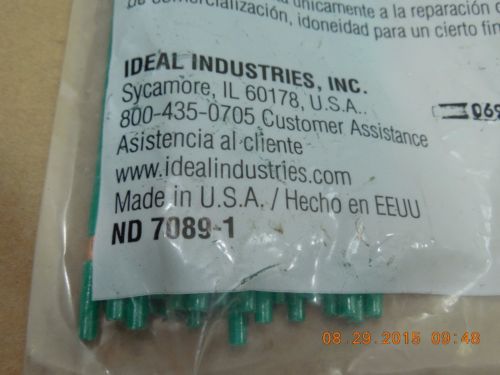 únicamente a la reparación
de comercialización, idoneidad para un cierto fin
IDEAL INDUSTRIES, INC.
Sycamore, IL 60178, U.S.A..
800-435-0705 Customer Assistance
Asistencia al cliente
www.idealindustries.com
Made in U.S.A. / Hecho en EEUU
ND 7089-1
08.29.2015 09:48